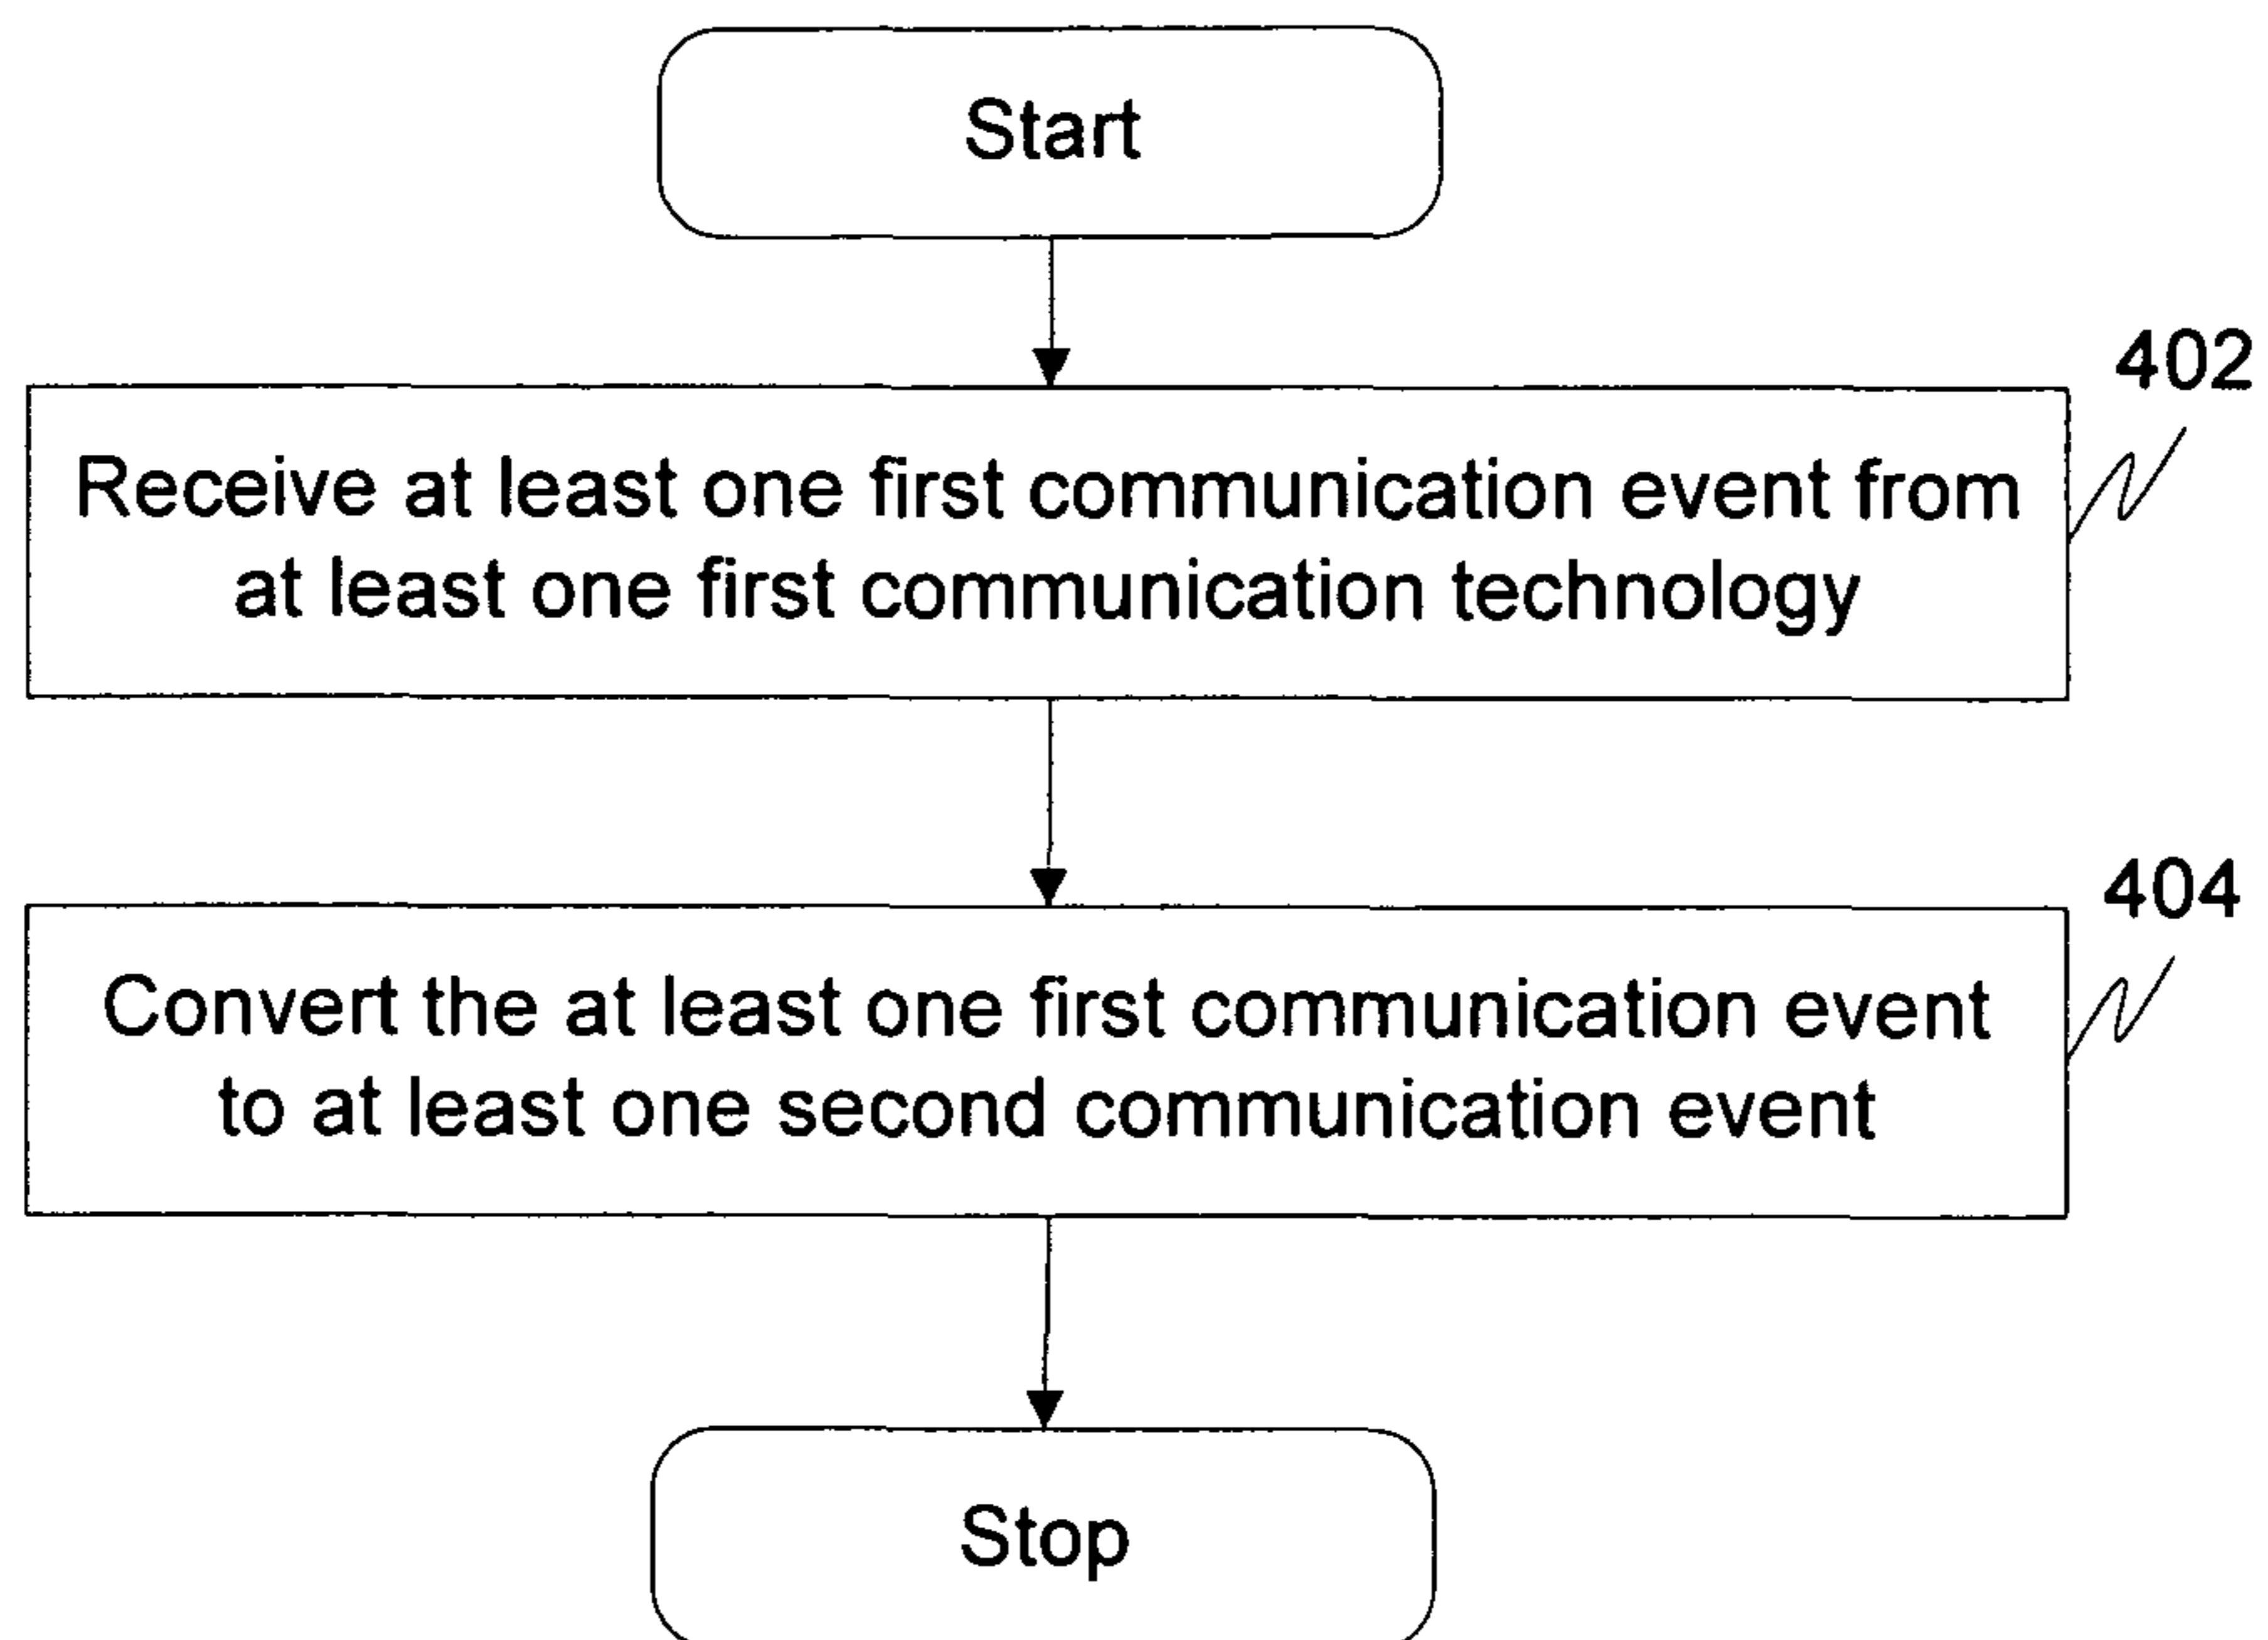 Start
402
Receive at least one first communication event from
at least one first communication technology
404
Convert the at least one first communication event
to at least one second communication event
Stop